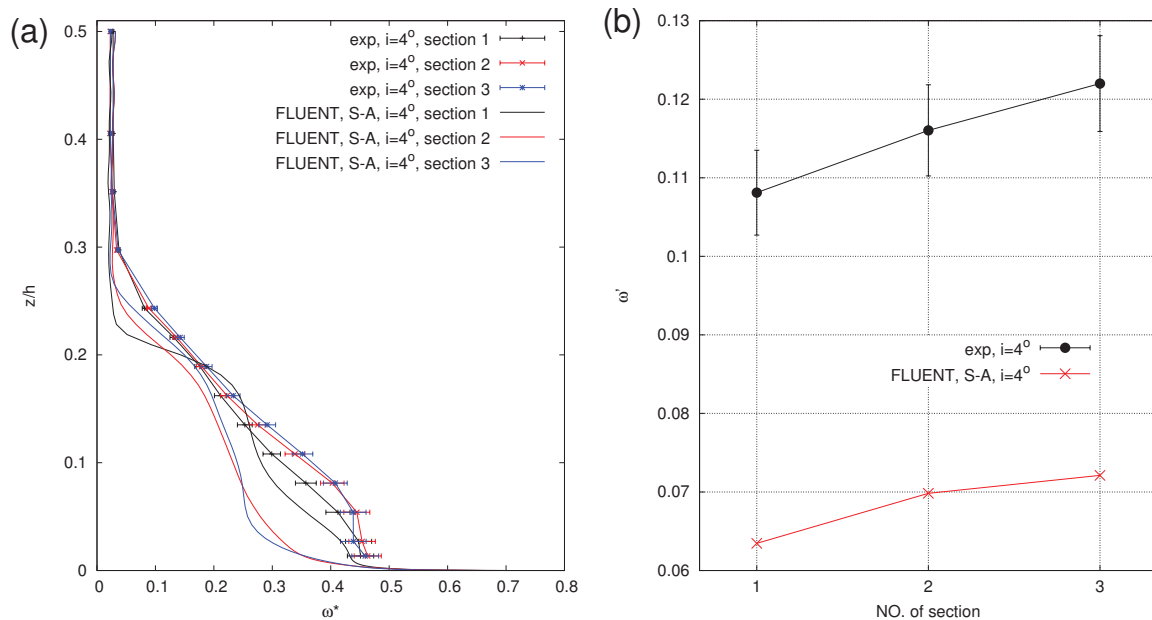 (a)
0.5
0.4
0.3
0.2
0.1
0
z/h
0 0.1 0.2 0.3 0.4 0.5 0.6 0.7 0.8
ω*
exp, i=4°, section 1
exp, i=4°, section 2
exp, i=4°, section 3
FLUENT, S-A, i=4°, section 1
FLUENT, S-A, i=4°, section 2
FLUENT, S-A, i=4°, section 3
(b)
0.13
0.12
0.11
0.1
0.09
0.08
0.07
0.06
ω'
1 2 3
NO. of section
exp, i=4°
FLUENT, S-A, i=4°